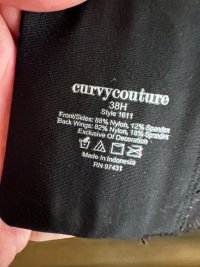 curvycouture
38H
Style 1611
Front/Sides: 88% Nylon, 12% Spandex
Back Wings: 82% Nylon, 18% Spandex
Exclusive Of Decoration
Made In Indonesia
RN 97431